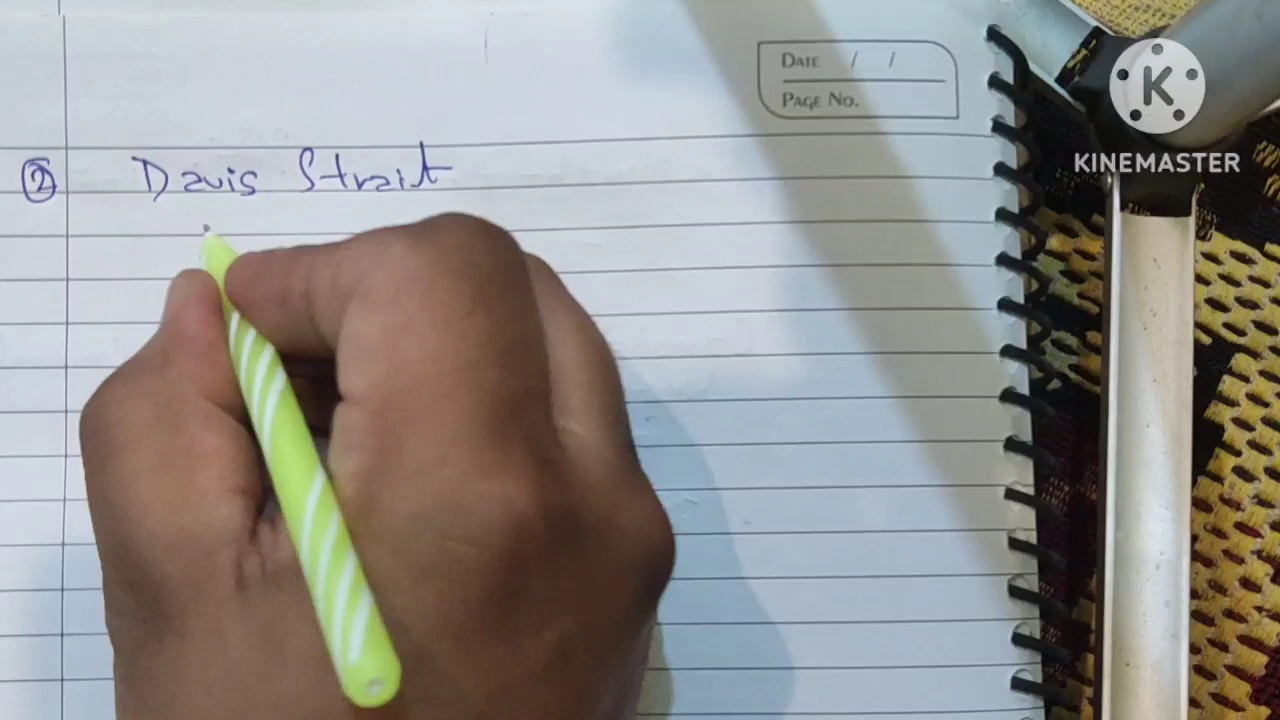 DATE / /
PAGE NO.
K
KINEMASTER
② Davis Strait